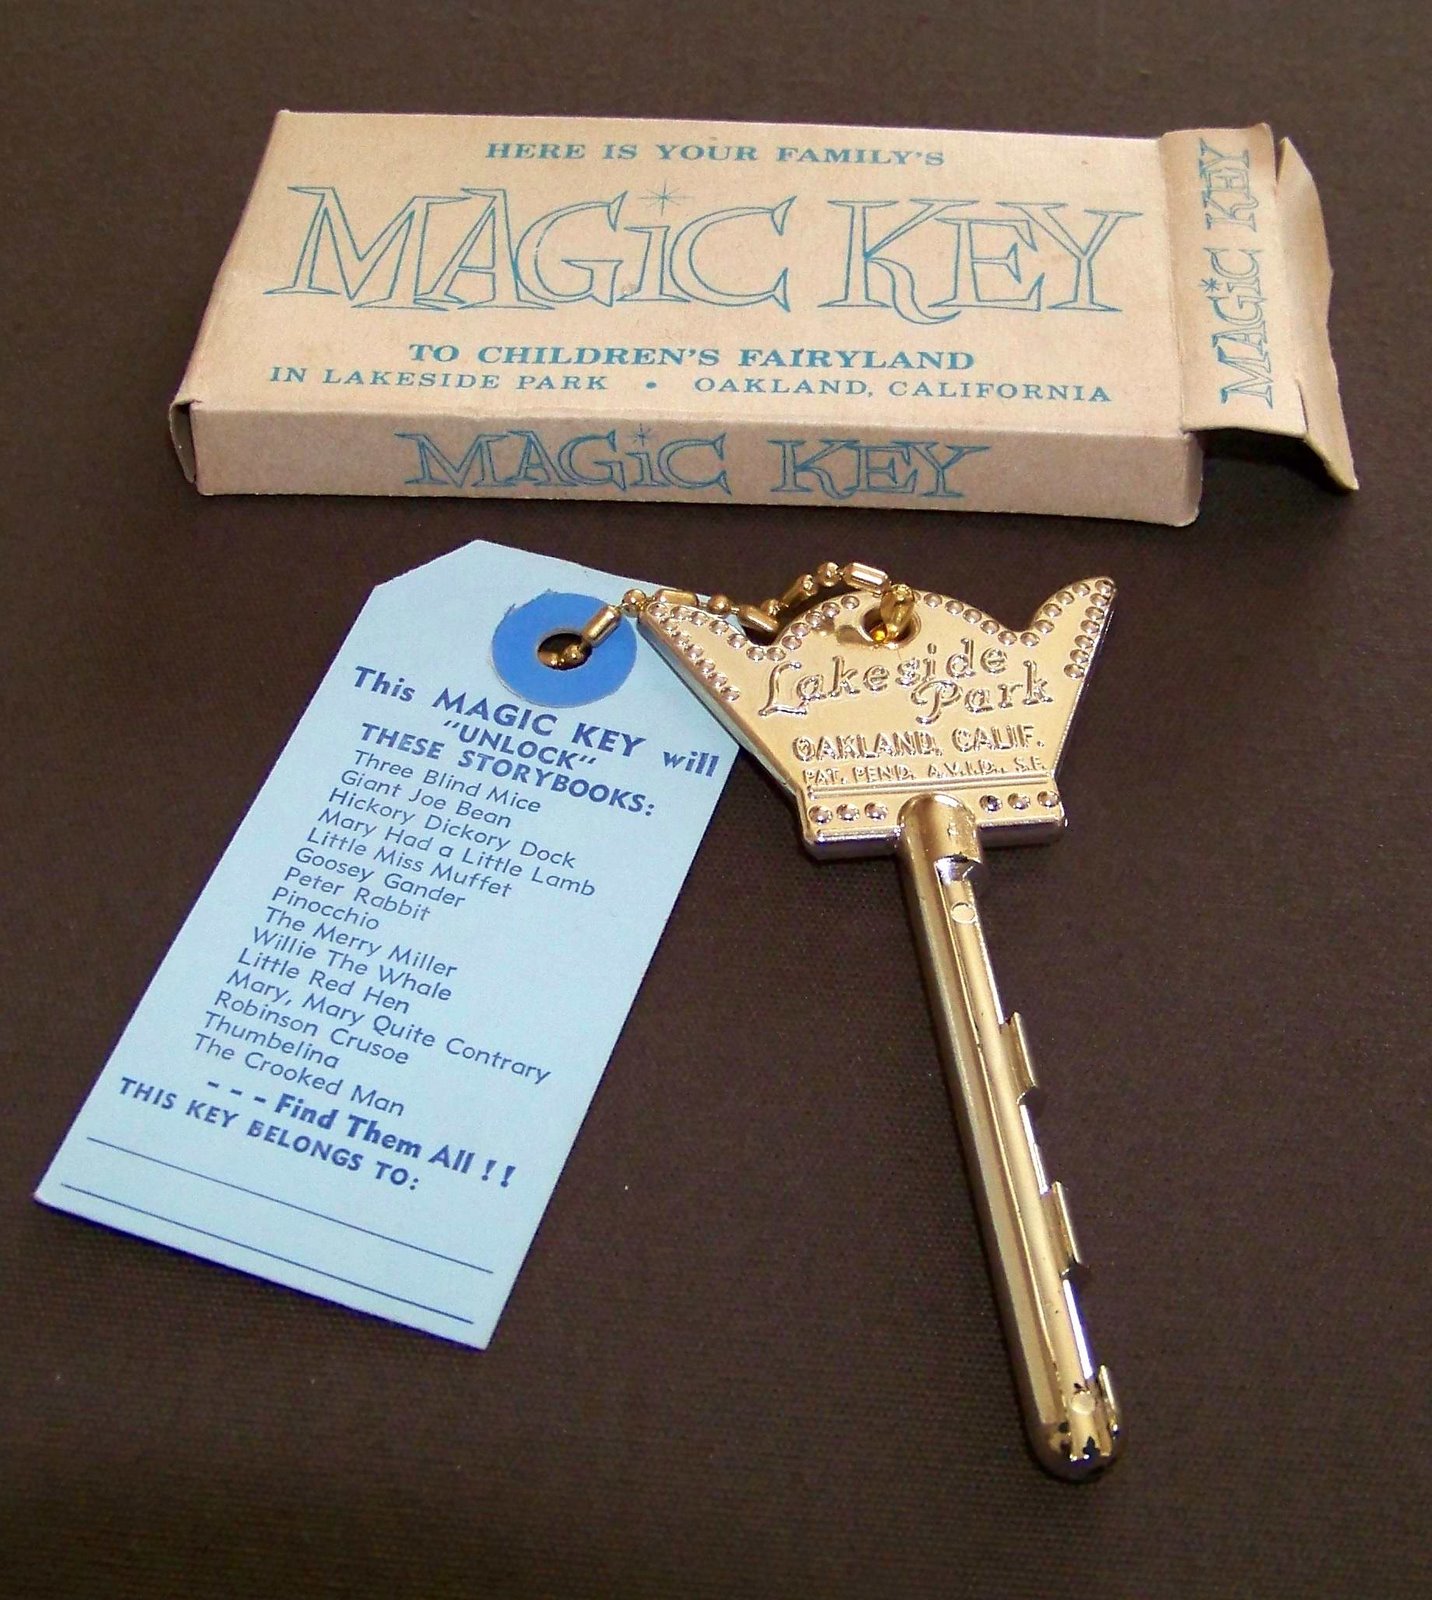 HERE IS YOUR FAMILY'S
MAGiC KEY
TO CHILDREN'S FAIRYLAND
IN LAKESIDE PARK • OAKLAND, CALIFORNIA
MAGiC KEY
MAGiC KEY
This MAGIC KEY will
"UNLOCK"
THESE STORYBOOKS:
Three Blind Mice
Giant Joe Bean
Hickory Dickory Dock
Mary Had a Little Lamb
Little Miss Muffet
Goosey Gander
Peter Rabbit
Pinocchio
The Merry Miller
Willie The Whale
Little Red Hen
Mary, Mary Quite Contrary
Robinson Crusoe
Thumbelina
The Crooked Man
- - - Find Them All ! !
THIS KEY BELONGS TO:
Lakeside
Park
OAKLAND, CALIF.
PAT. PEND. A.V.I.D., S.F.